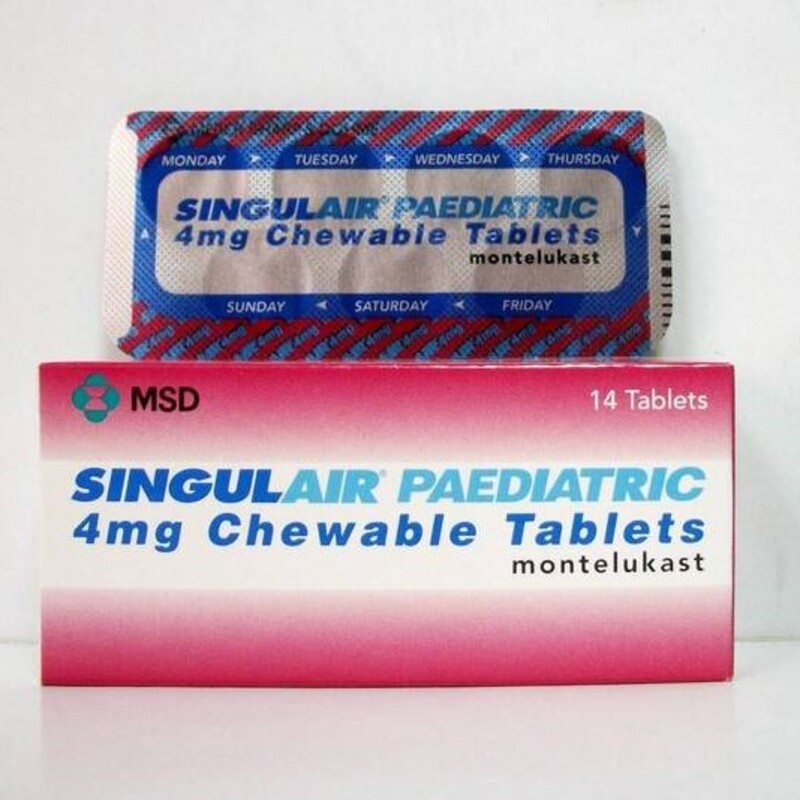 MONDAY TUESDAY WEDNESDAY THURSDAY
SINGULAIR® PAEDIATRIC
4mg Chewable Tablets
montelukast
SUNDAY SATURDAY FRIDAY
MSD
14 Tablets
SINGULAIR® PAEDIATRIC
4mg Chewable Tablets
montelukast